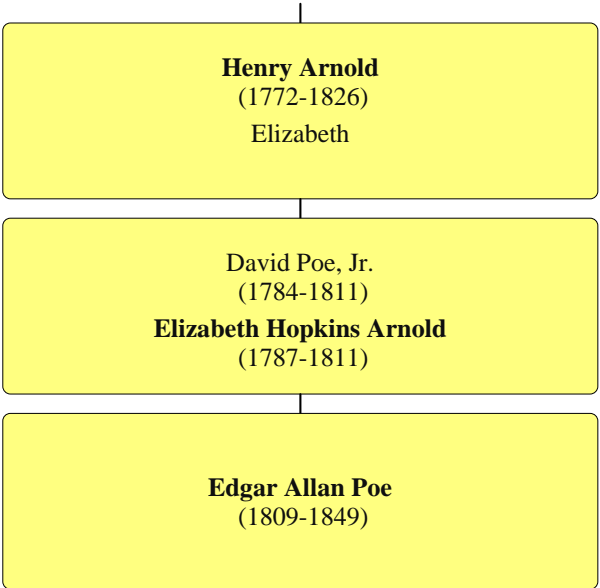 Henry Arnold
(1772-1826)
Elizabeth
David Poe, Jr.
(1784-1811)
Elizabeth Hopkins Arnold
(1787-1811)
Edgar Allan Poe
(1809-1849)